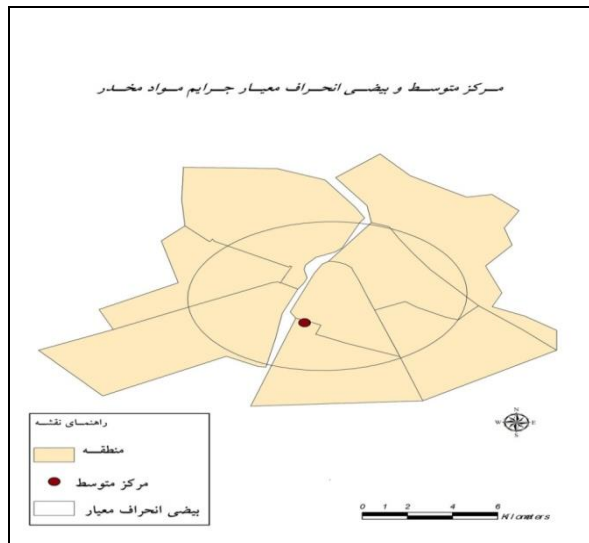 مرکز متوسط و بیضی انحراف معیار جرایم مواد مخدر
راهنمای نقشه
منطقه
مرکز متوسط
بیضی انحراف معیار
N
W E
S
0 1 2 4 6
Kilometers